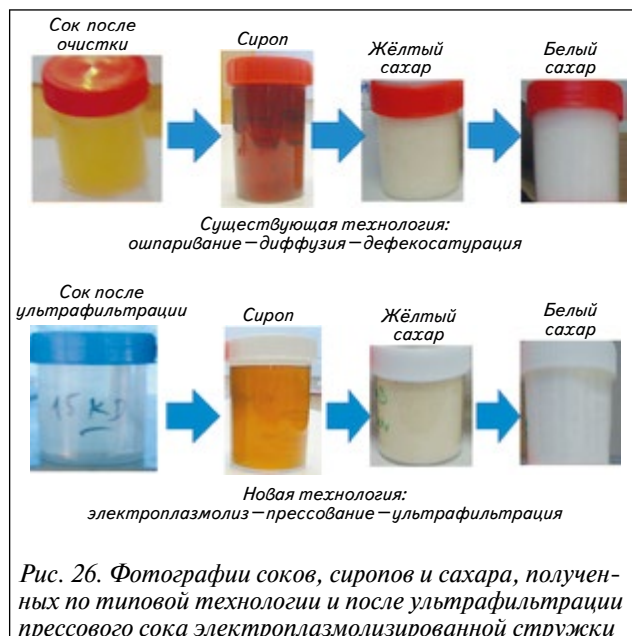 Сок после
очистки
Сироп
Жёлтый
сахар
Белый
сахар
Существующая технология:
ошпаривание – диффузия – дефекосатурация
Сок после
ультрафильтрации
Сироп
Жёлтый
сахар
Белый
сахар
15 KD
Новая технология:
электроплазмолиз – прессование – ультрафильтрация
Рис. 26. Фотографии соков, сиропов и сахара, получен-
ных по типовой технологии и после ультрафильтрации
прессового сока электроплазмолизированной стружки